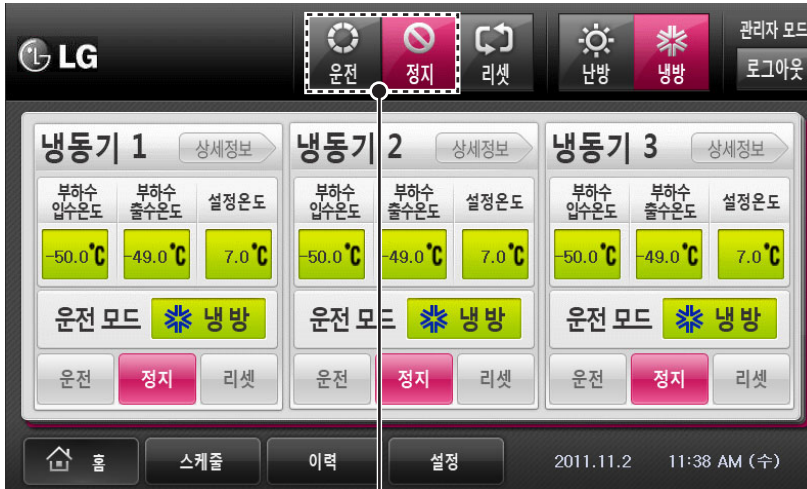 LG
운전 정지 리셋
난방 냉방
관리자 모드
로그아웃
냉동기 1 상세정보
부하수 입수온도
부하수 출수온도
설정온도
-50.0℃ -49.0℃ 7.0℃
운전 모드 냉방
운전 정지 리셋
냉동기 2 상세정보
부하수 입수온도
부하수 출수온도
설정온도
-50.0℃ -49.0℃ 7.0℃
운전 모드 냉방
운전 정지 리셋
냉동기 3 상세정보
부하수 입수온도
부하수 출수온도
설정온도
-50.0℃ -49.0℃ 7.0℃
운전 모드 냉방
운전 정지 리셋
홈 스케줄 이력 설정 2011.11.2 11:38 AM (수)